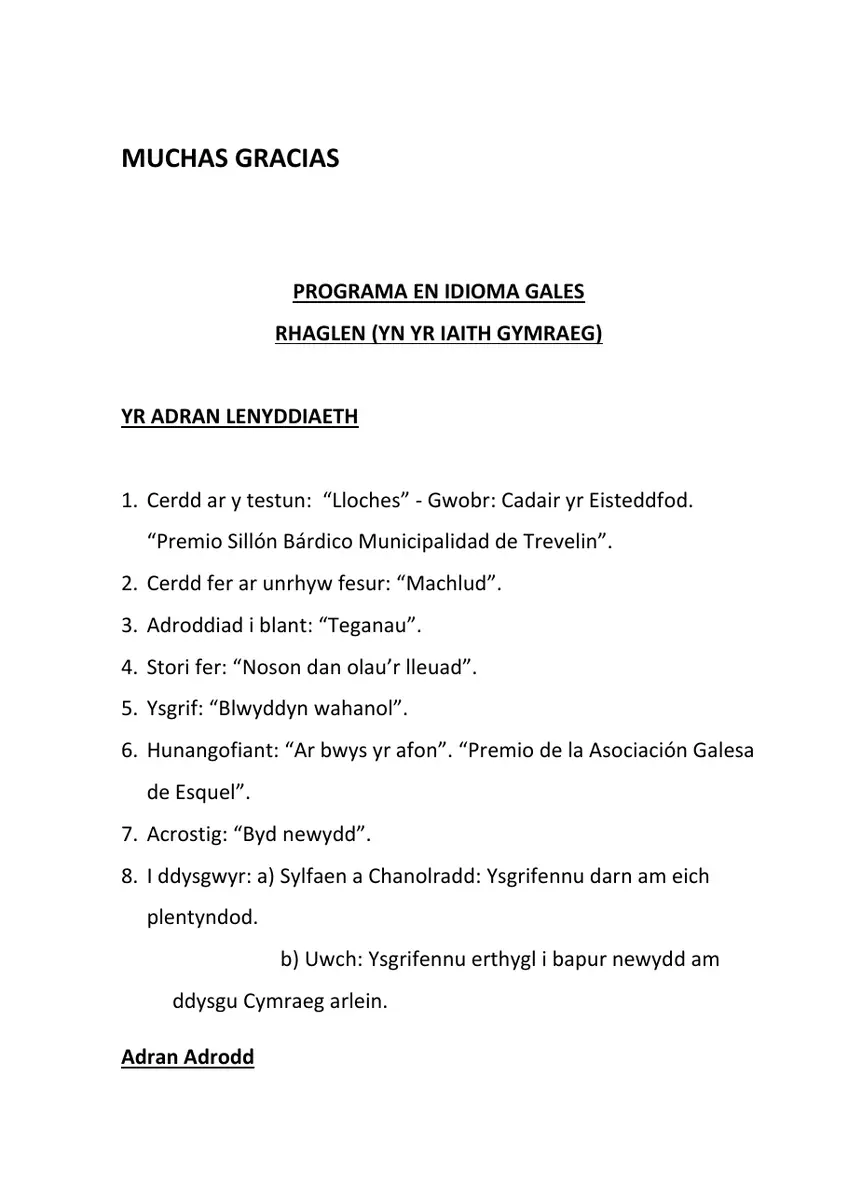 MUCHAS GRACIAS
PROGRAMA EN IDIOMA GALES
RHAGLEN (YN YR IAITH GYMRAEG)
YR ADRAN LENYDDIAETH
1. Cerdd ar y testun:  “Lloches” - Gwobr: Cadair yr Eisteddfod.
“Premio Sillón Bárdico Municipalidad de Trevelin”.
2. Cerdd fer ar unrhyw fesur: “Machlud”.
3. Adroddiad i blant: “Teganau”.
4. Stori fer: “Noson dan olau’r lleuad”.
5. Ysgrif: “Blwyddyn wahanol”.
6. Hunangofiant: “Ar bwys yr afon”. “Premio de la Asociación Galesa
de Esquel”.
7. Acrostig: “Byd newydd”.
8. I ddysgwyr: a) Sylfaen a Chanolradd: Ysgrifennu darn am eich
plentyndod.
b) Uwch: Ysgrifennu erthygl i bapur newydd am
ddysgu Cymraeg arlein.
Adran Adrodd